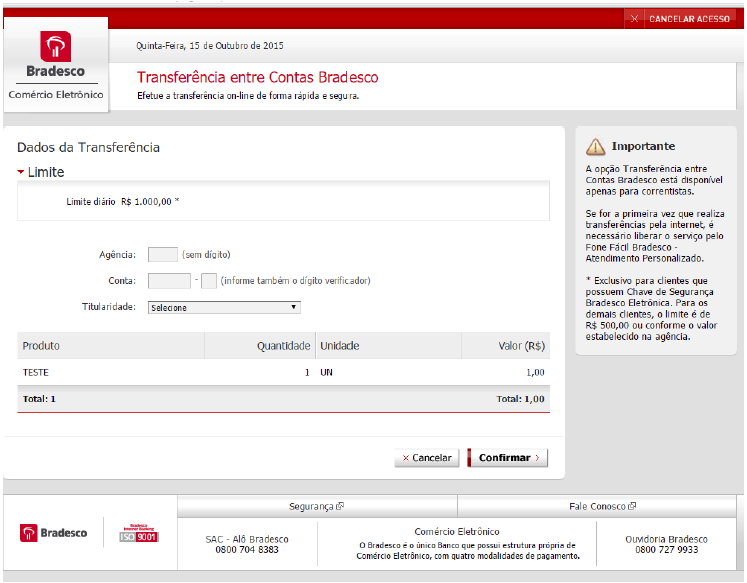 CANCELAR ACESSO
Bradesco
Comércio Eletrônico
Quinta-Feira, 15 de Outubro de 2015
Transferência entre Contas Bradesco
Efetue a transferência on-line de forma rápida e segura.
Dados da Transferência
Limite
Limite diário R$ 1.000,00 *
Agência: (sem dígito)
Conta: - (informe também o dígito verificador)
Titularidade: Selecione
Produto Quantidade Unidade Valor (R$)
TESTE 1 UN 1,00
Total: 1 Total: 1,00
Cancelar Confirmar
Importante
A opção Transferência entre
Contas Bradesco está disponível
apenas para correntistas.
Se for a primeira vez que realiza
transferências pela internet, é
necessário liberar o serviço pelo
Fone Fácil Bradesco -
Atendimento Personalizado.
* Exclusivo para clientes que
possuem Chave de Segurança
Bradesco Eletrônica. Para os
demais clientes, o limite é de
R$ 500,00 ou conforme o valor
estabelecido na agência.
Segurança Fale Conosco
Bradesco
Bradesco
Internet Banking
ISO 9001
SAC - Alô Bradesco
0800 704 8383
Comércio Eletrônico
O Bradesco é o único Banco que possui estrutura própria de
Comércio Eletrônico, com quatro modalidades de pagamento.
Ouvidoria Bradesco
0800 727 9933